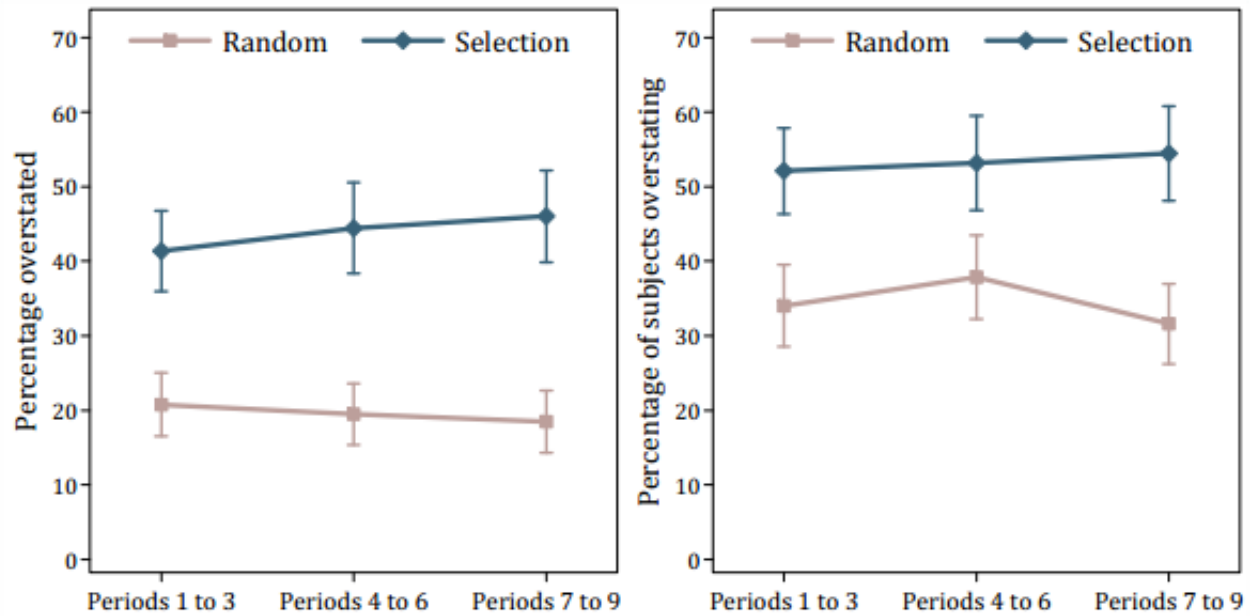 Percentage overstated
70
60
50
40
30
20
10
0
Random
Selection
Periods 1 to 3
Periods 4 to 6
Periods 7 to 9
Percentage of subjects overstating
70
60
50
40
30
20
10
0
Random
Selection
Periods 1 to 3
Periods 4 to 6
Periods 7 to 9